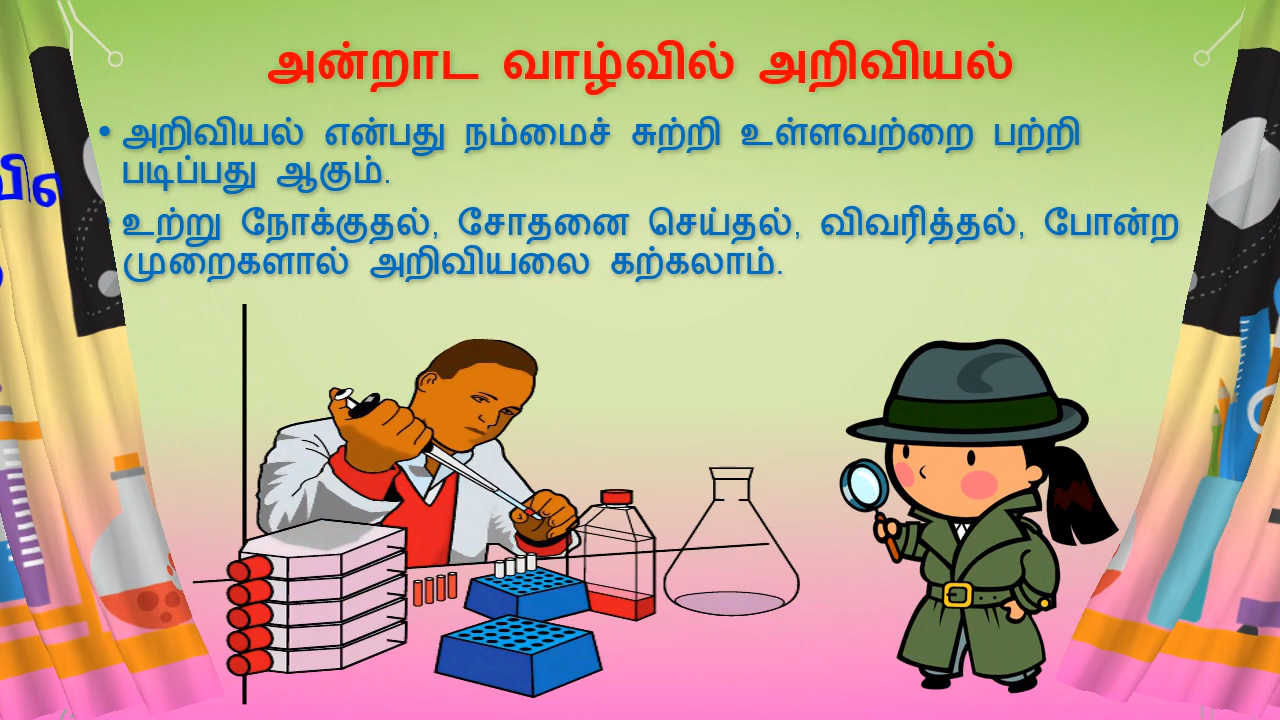 அன்றாட வாழ்வில் அறிவியல்
• அறிவியல் என்பது நம்மைச் சுற்றி உள்ளவற்றை பற்றி
படிப்பது ஆகும்.
• உற்று நோக்குதல், சோதனை செய்தல், விவரித்தல், போன்ற
முறைகளால் அறிவியலை கற்கலாம்.